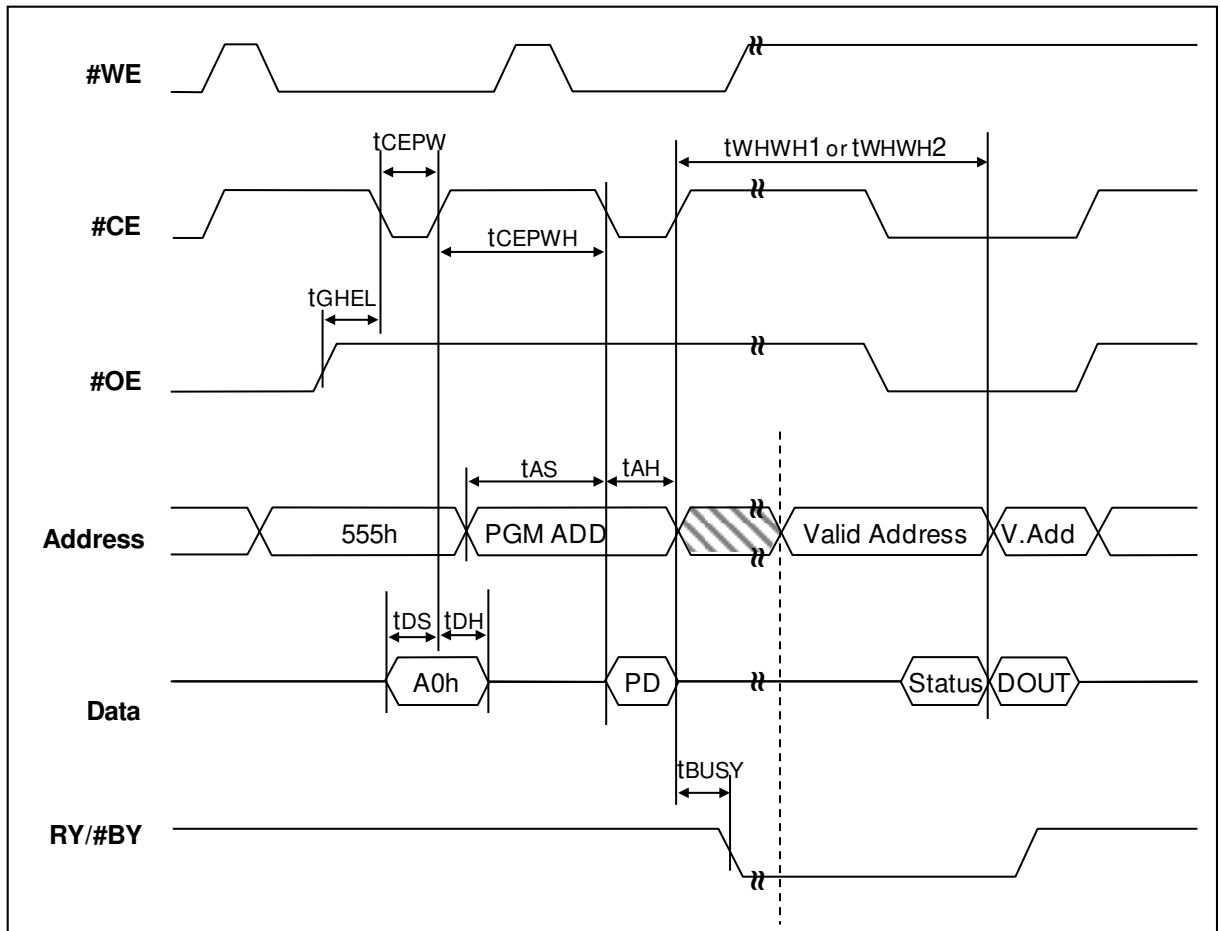 #WE
tCEPW
tWHWH1 or tWHWH2
#CE
tCEPWH
tGHEL
#OE
tAS
tAH
Address
555h
PGM ADD
Valid Address
V.Add
tDS
tDH
A0h
PD
Status
DOUT
Data
tBUSY
RY/#BY